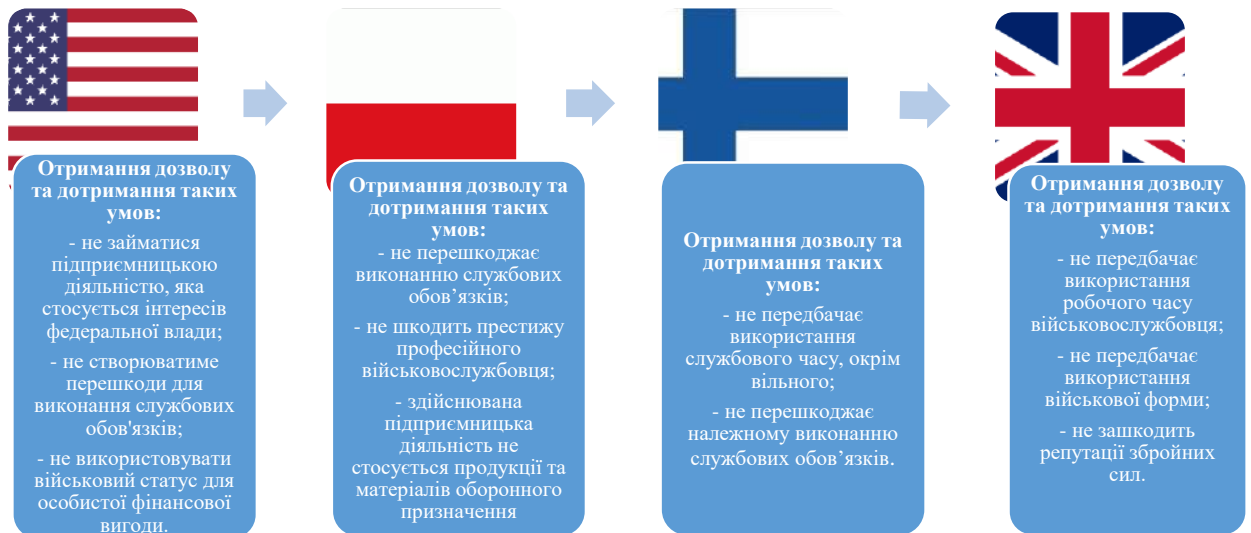 Отримання дозволу
та дотримання таких
умов:
- не займатися
підприємницькою
діяльністю, яка
стосується інтересів
федеральної влади;
- не створюватиме
перешкоди для
виконання службових
обов'язків;
- не використовувати
військовий статус для
особистої фінансової
вигоди.
Отримання дозволу та
дотримання таких
умов:
- не перешкоджає
виконанню службових
обов’язків;
- не шкодить престижу
професійного
військовослужбовця;
- здійснювана
підприємницька
діяльність не
стосується продукції та
матеріалів оборонного
призначення
Отримання дозволу та
дотримання таких
умов:
- не передбачає
використання
службового часу, окрім
вільного;
- не перешкоджає
належному виконанню
службових обов’язків.
Отримання дозволу
та дотримання таких
умов:
- не передбачає
використання
робочого часу
військовослужбовця;
- не передбачає
використання
військової форми;
- не зашкодить
репутації збройних
сил.